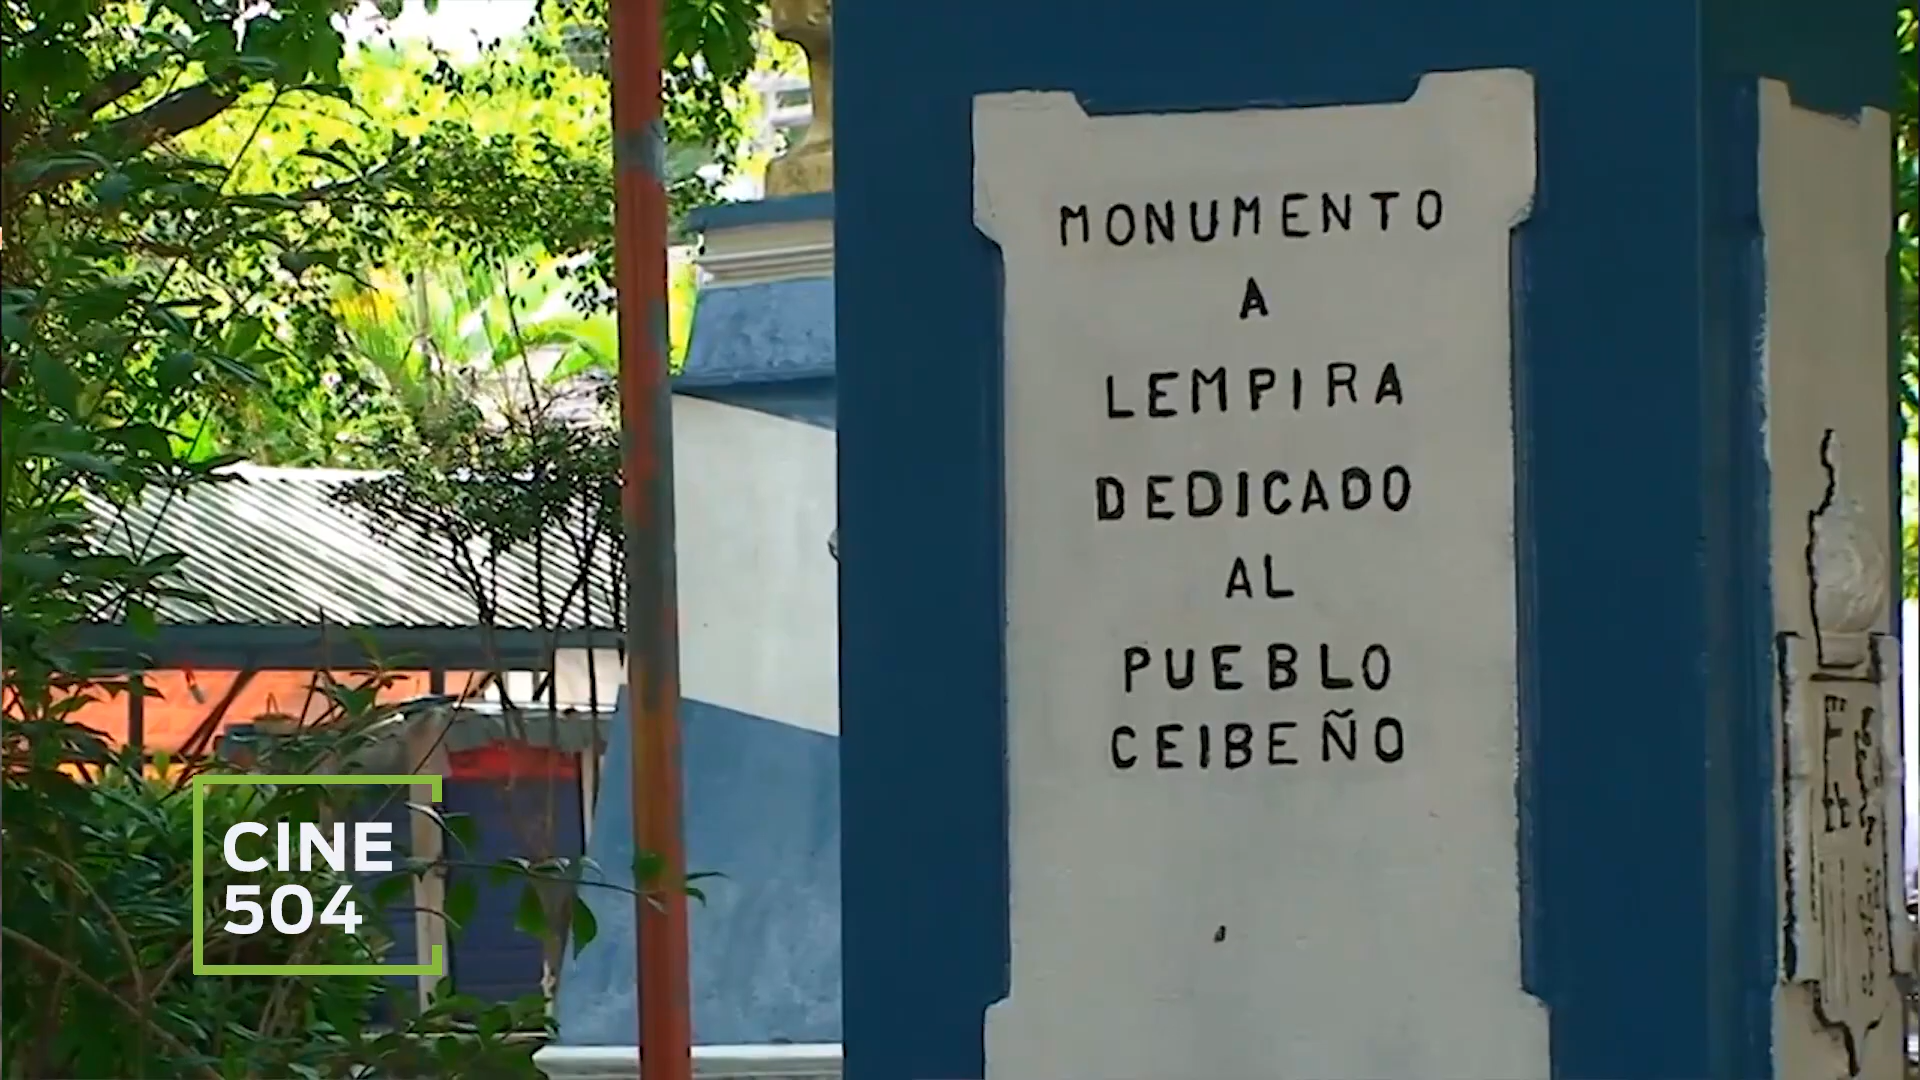 MONUMENTO
A
LEMPIRA
DEDICADO
AL
PUEBLO
CEIBEÑO
CINE
504